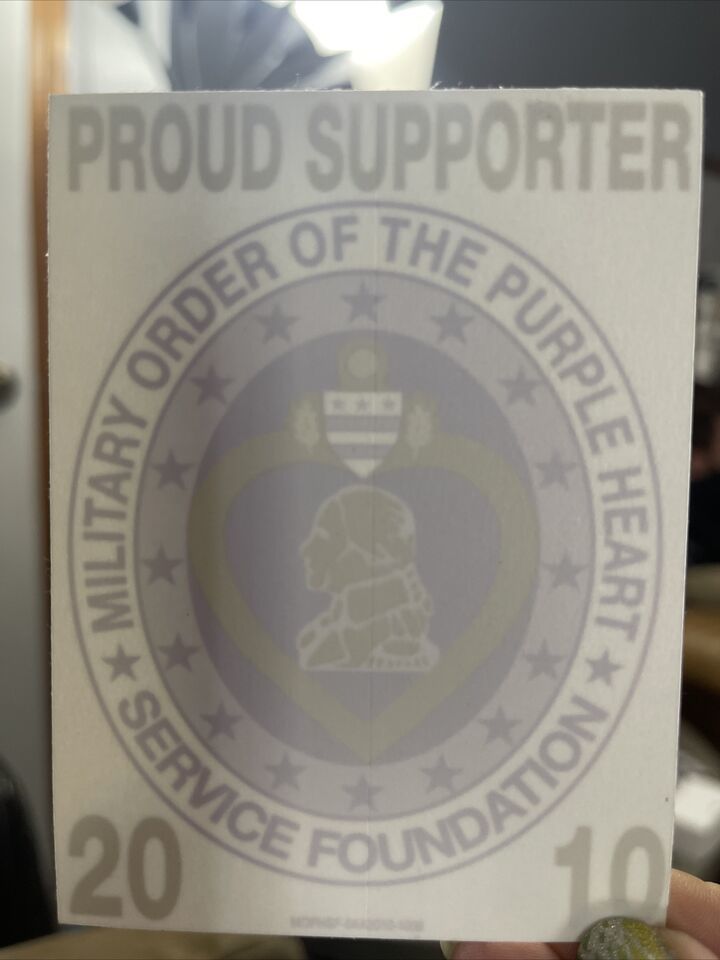 PROUD SUPPORTER
MILITARY ORDER OF THE PURPLE HEART
SERVICE FOUNDATION
20 10